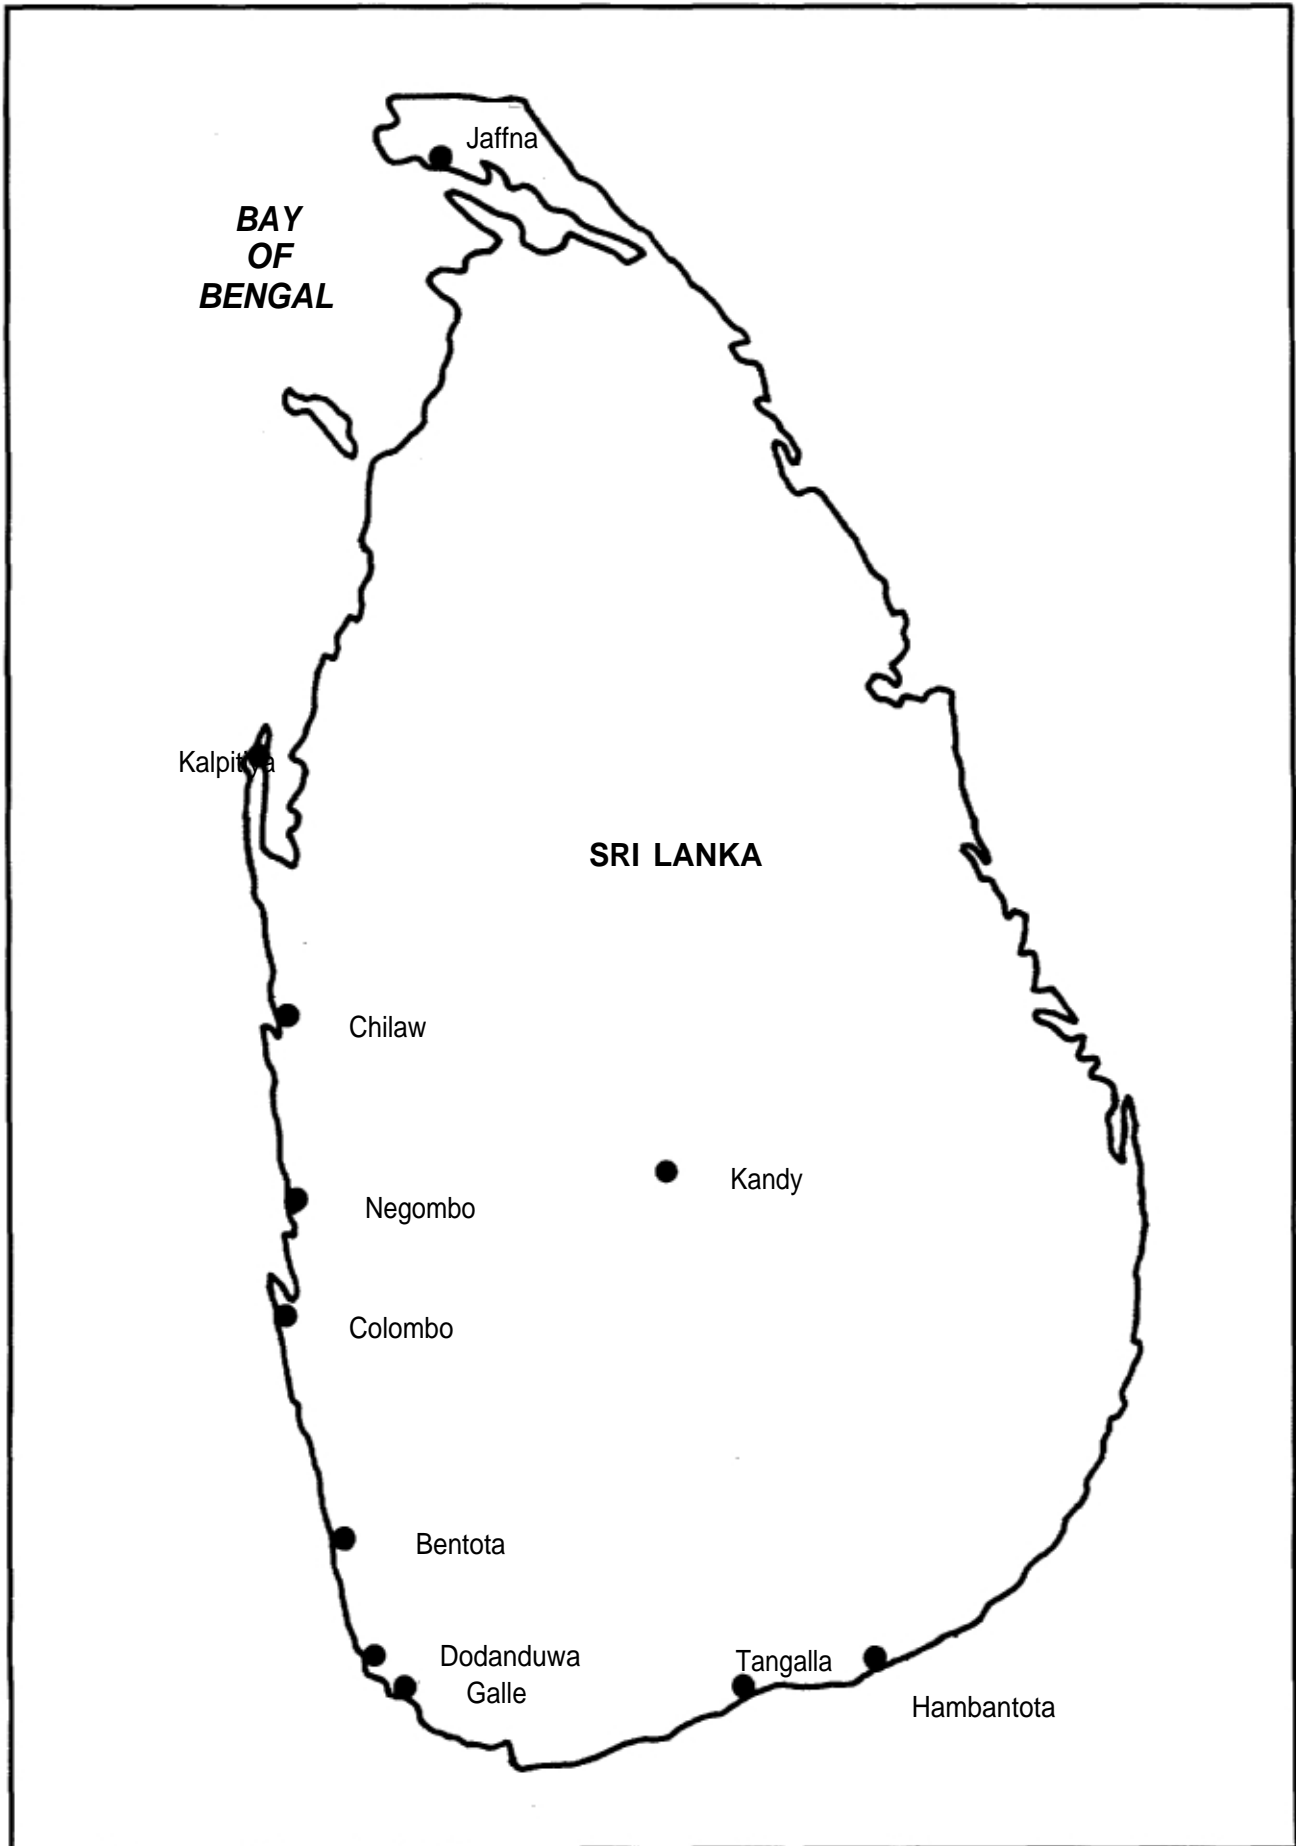 Jaffna
BAY
OF
BENGAL
Kalpitiya
SRI LANKA
Chilaw
Kandy
Negombo
Colombo
Bentota
Dodanduwa
Tangalla
Galle
Hambantota